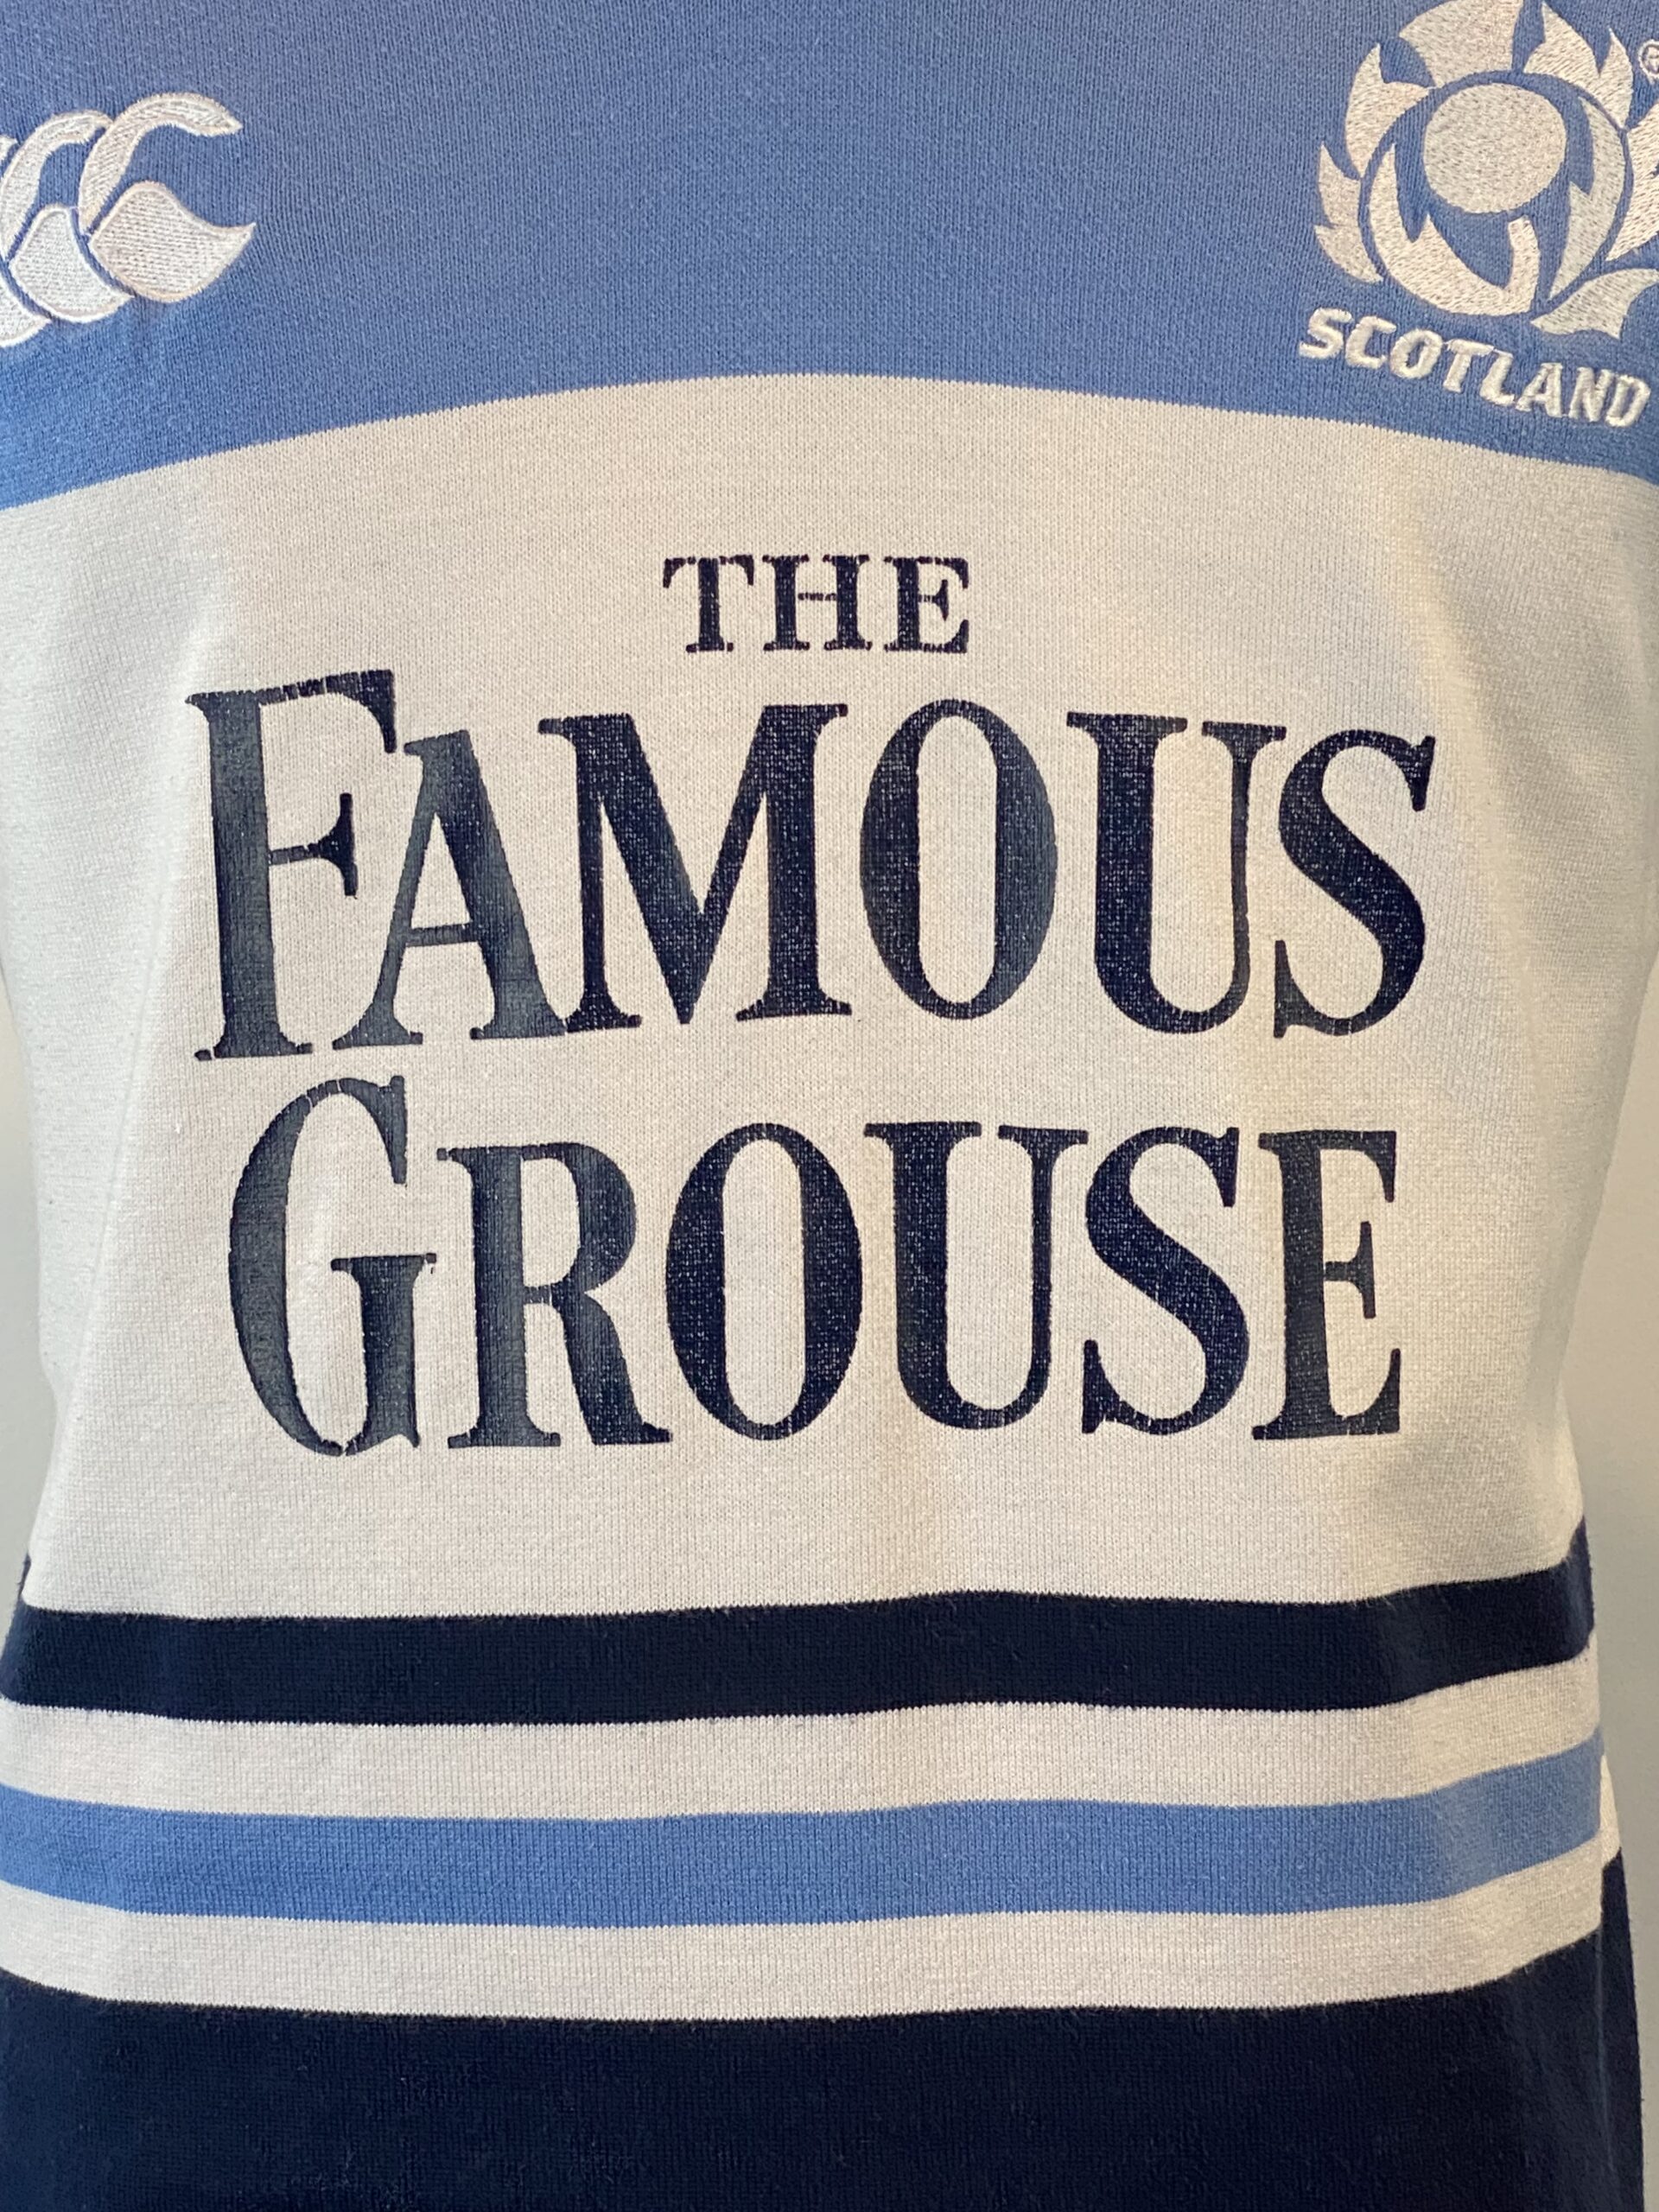 ®
SCOTLAND
THE
FAMOUS
GROUSE